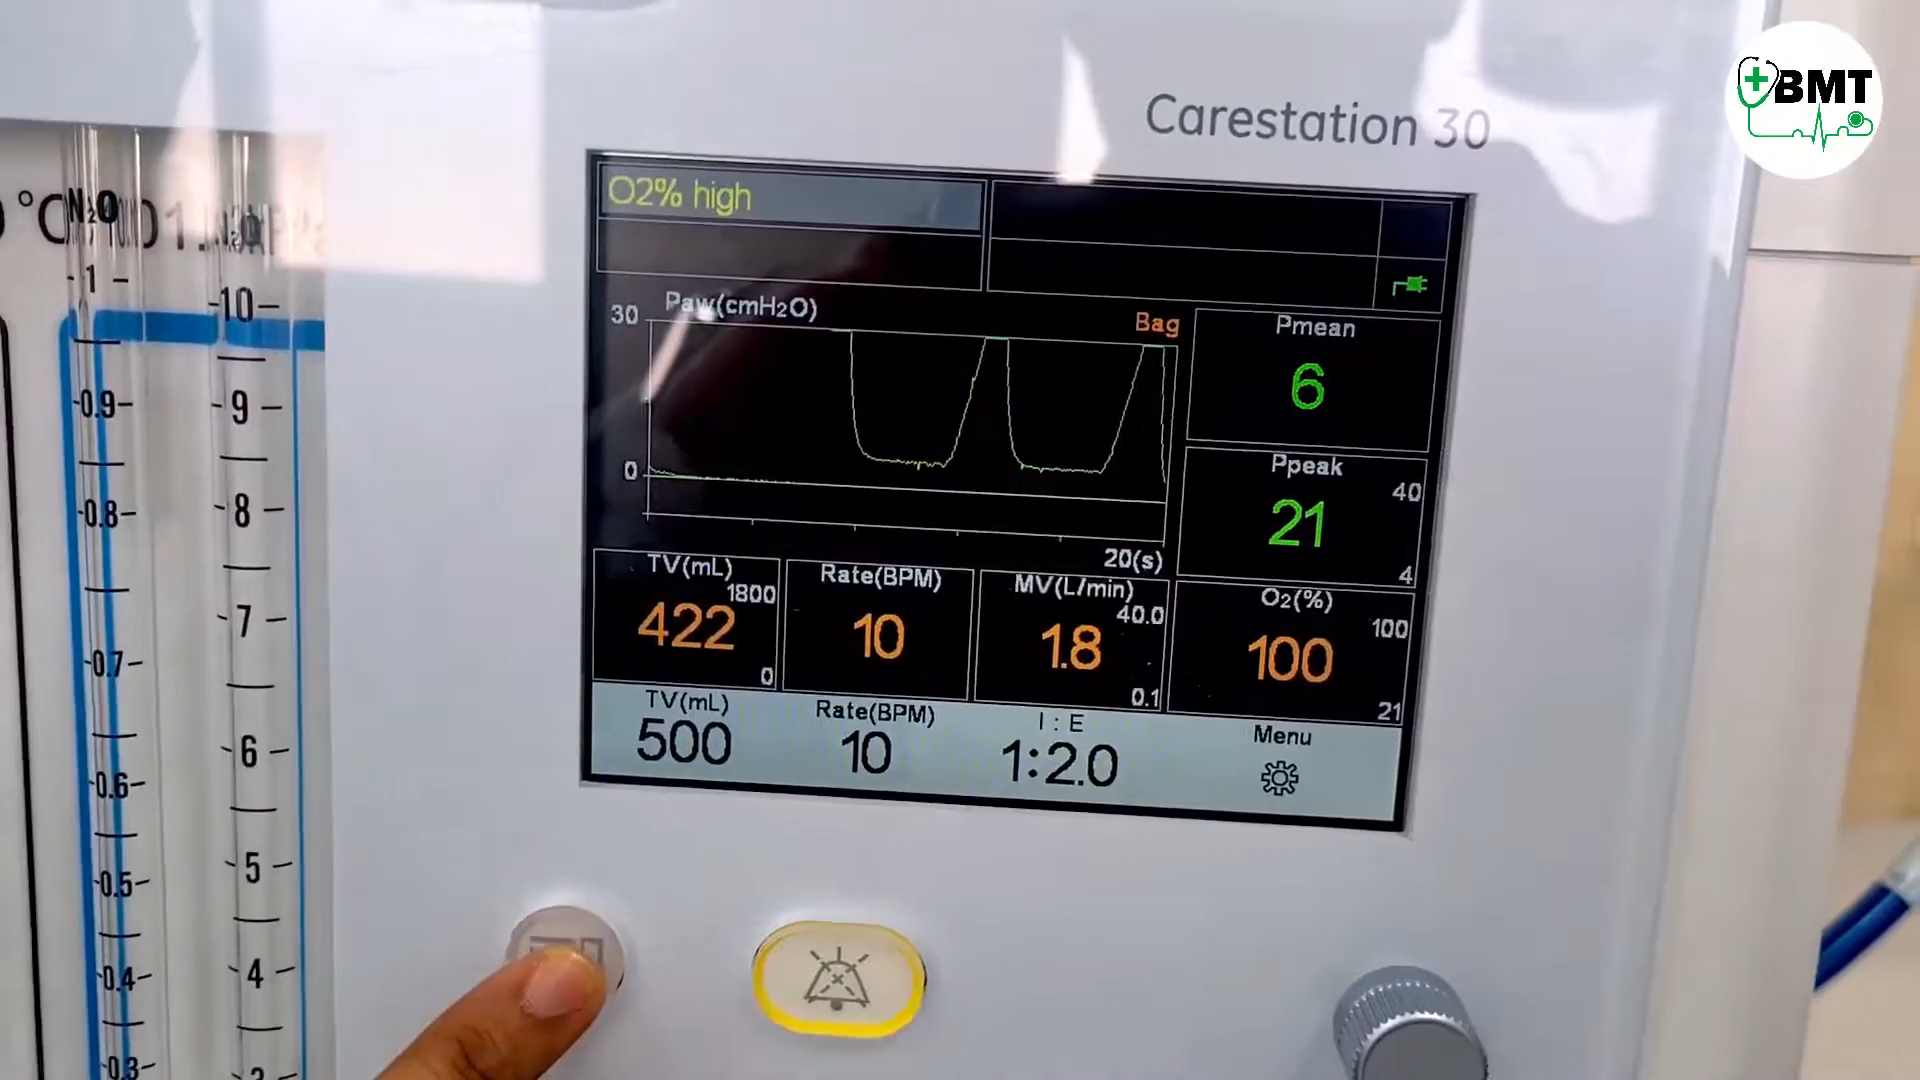 BMT
Carestation 30
O2% high
Paw(cmH2O)
30
0
Bag
20(s)
Pmean
6
Ppeak
40
21
4
TV(mL)
1800
422
0
Rate(BPM)
10
MV(L/min)
40.0
1.8
0.1
O2(%)
100
100
21
TV(mL)
500
Rate(BPM)
10
I : E
1:2.0
Menu
N2O
1
0.9
0.8
0.7
0.6
0.5
0.4
0.3
10
9
8
7
6
5
4